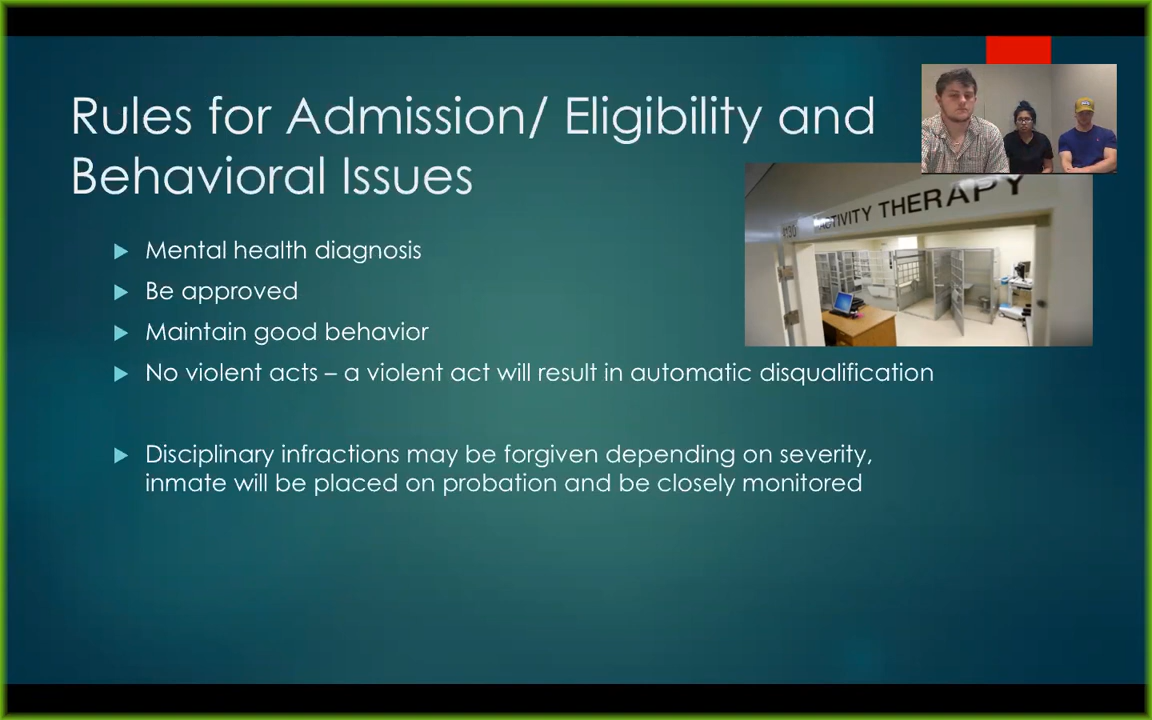 Rules for Admission/ Eligibility and
Behavioral Issues
ACTIVITY THERAPY
Mental health diagnosis
Be approved
Maintain good behavior
No violent acts – a violent act will result in automatic disqualification
Disciplinary infractions may be forgiven depending on severity,
inmate will be placed on probation and be closely monitored